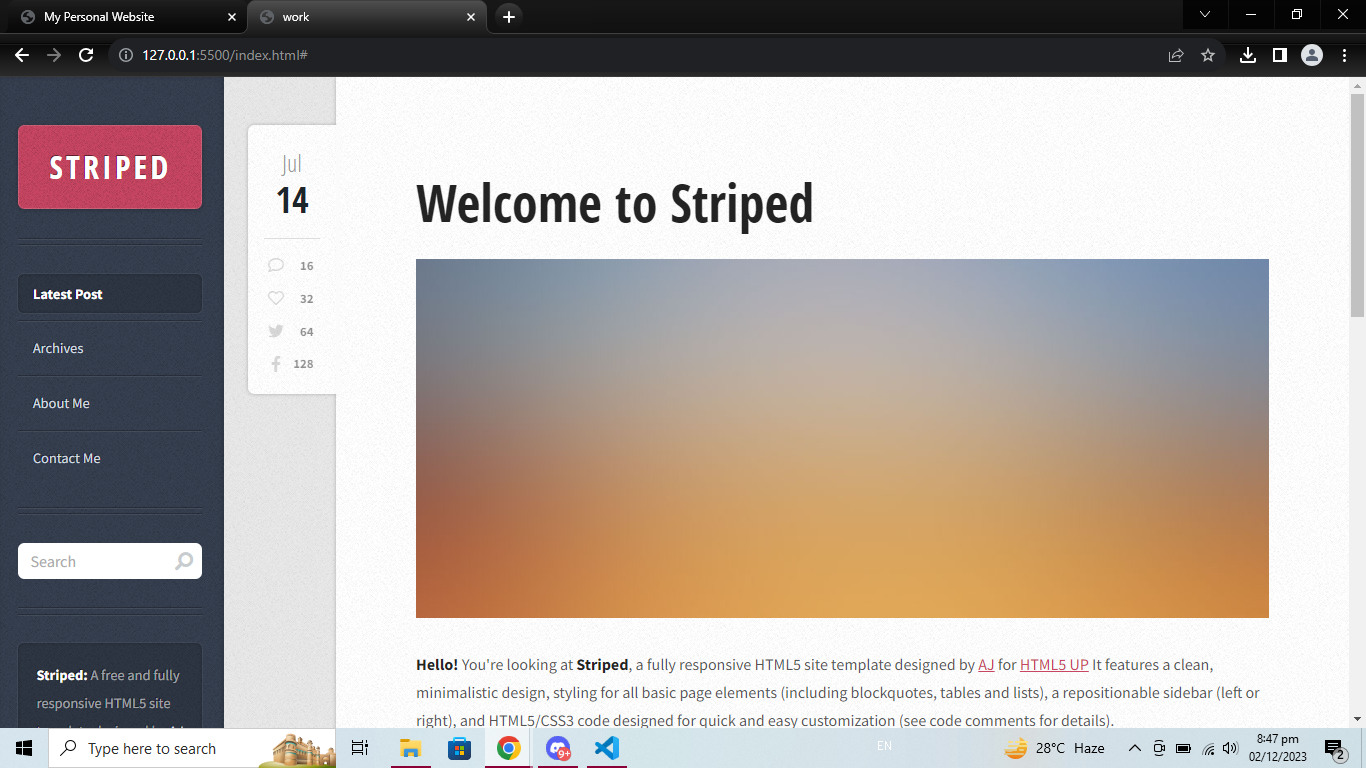 My Personal Website
work
127.0.0.1:5500/index.html#
STRIPED
Latest Post
Archives
About Me
Contact Me
Search
Striped: A free and fully
responsive HTML5 site
Jul
14
16
32
64
128
Welcome to Striped
Hello! You're looking at Striped, a fully responsive HTML5 site template designed by AJ for HTML5 UP It features a clean,
minimalistic design, styling for all basic page elements (including blockquotes, tables and lists), a repositionable sidebar (left or
right), and HTML5/CSS3 code designed for quick and easy customization (see code comments for details).
Type here to search
9+
EN
28°C Haze
8:47 pm
02/12/2023
2